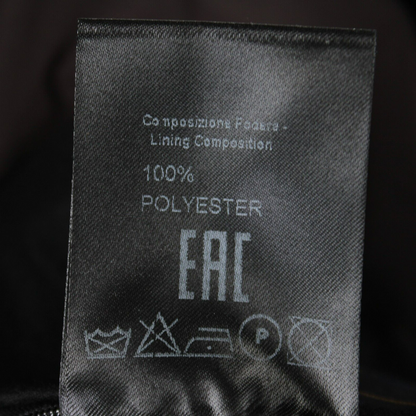 Composizione Fodera -
Lining Composition
100%
POLYESTER
EAC
P